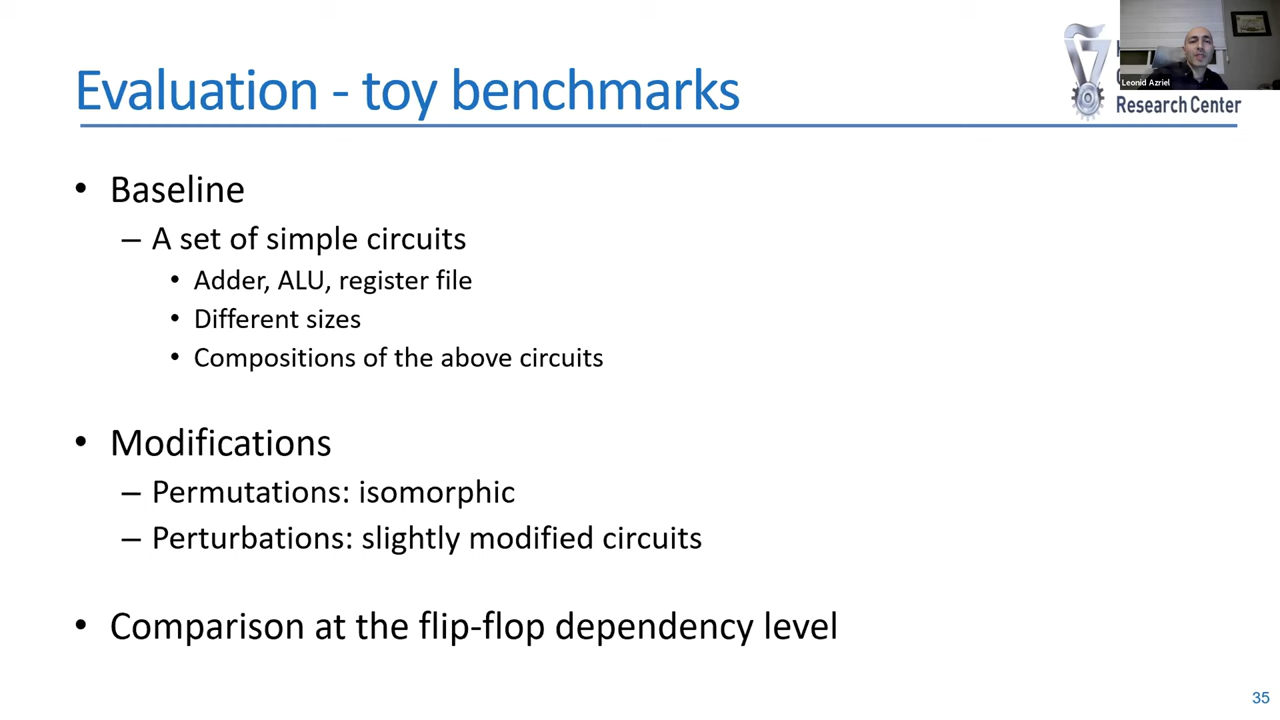 Evaluation - toy benchmarks
Leonid Azriel
Research Center
• Baseline
– A set of simple circuits
• Adder, ALU, register file
• Different sizes
• Compositions of the above circuits
• Modifications
– Permutations: isomorphic
– Perturbations: slightly modified circuits
• Comparison at the flip-flop dependency level
35